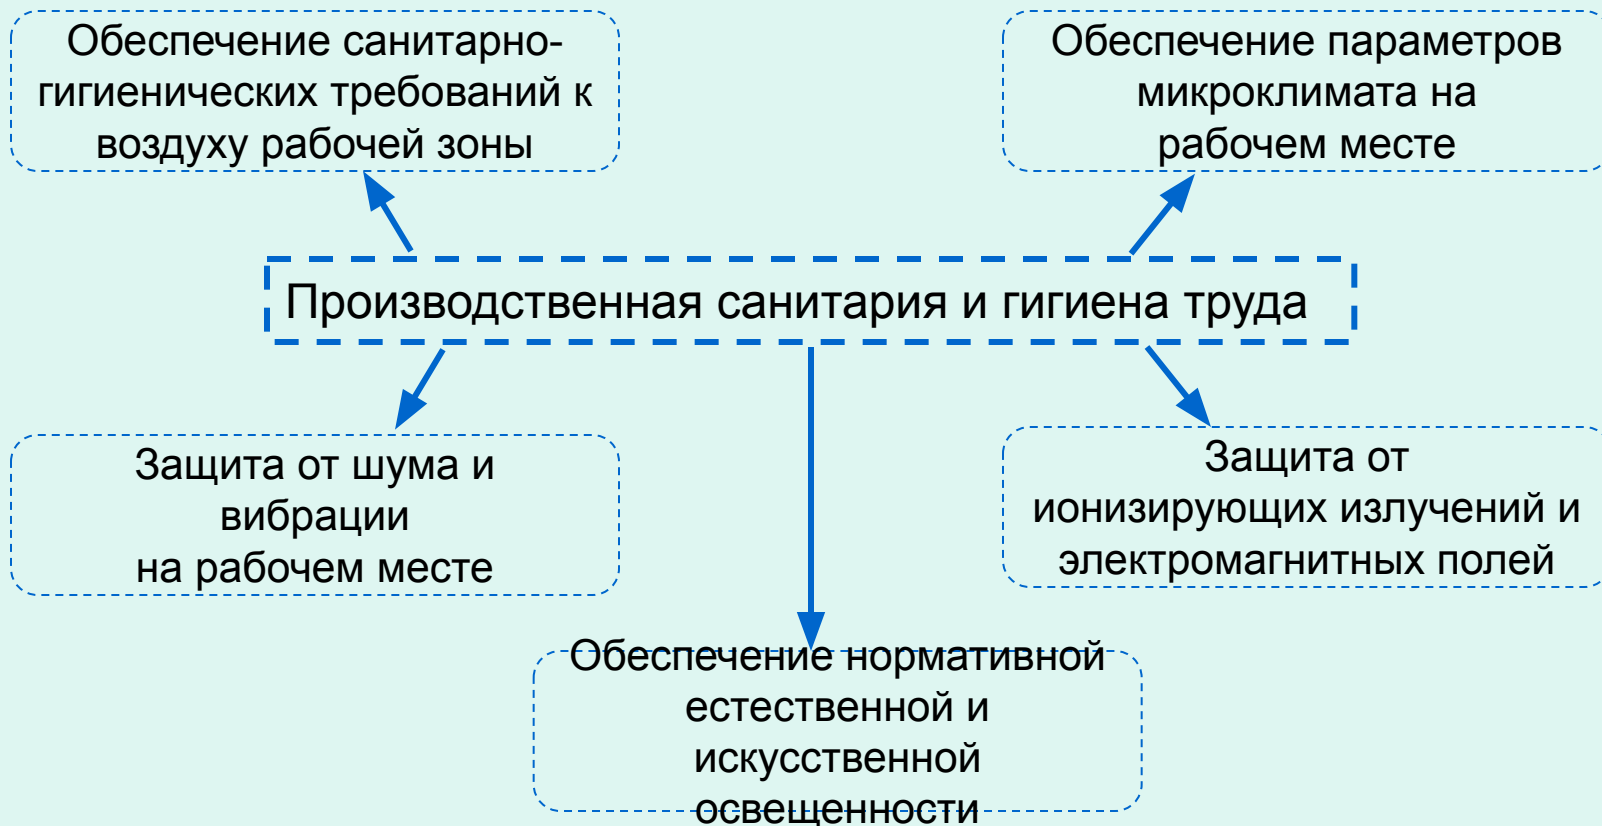 Обеспечение санитарно-
гигиенических требований к
воздуху рабочей зоны
Обеспечение параметров
микроклимата на
рабочем месте
Производственная санитария и гигиена труда
Защита от шума и
вибрации
на рабочем месте
Защита от
ионизирующих излучений и
электромагнитных полей
Обеспечение нормативной
естественной и
искусственной
освещенности